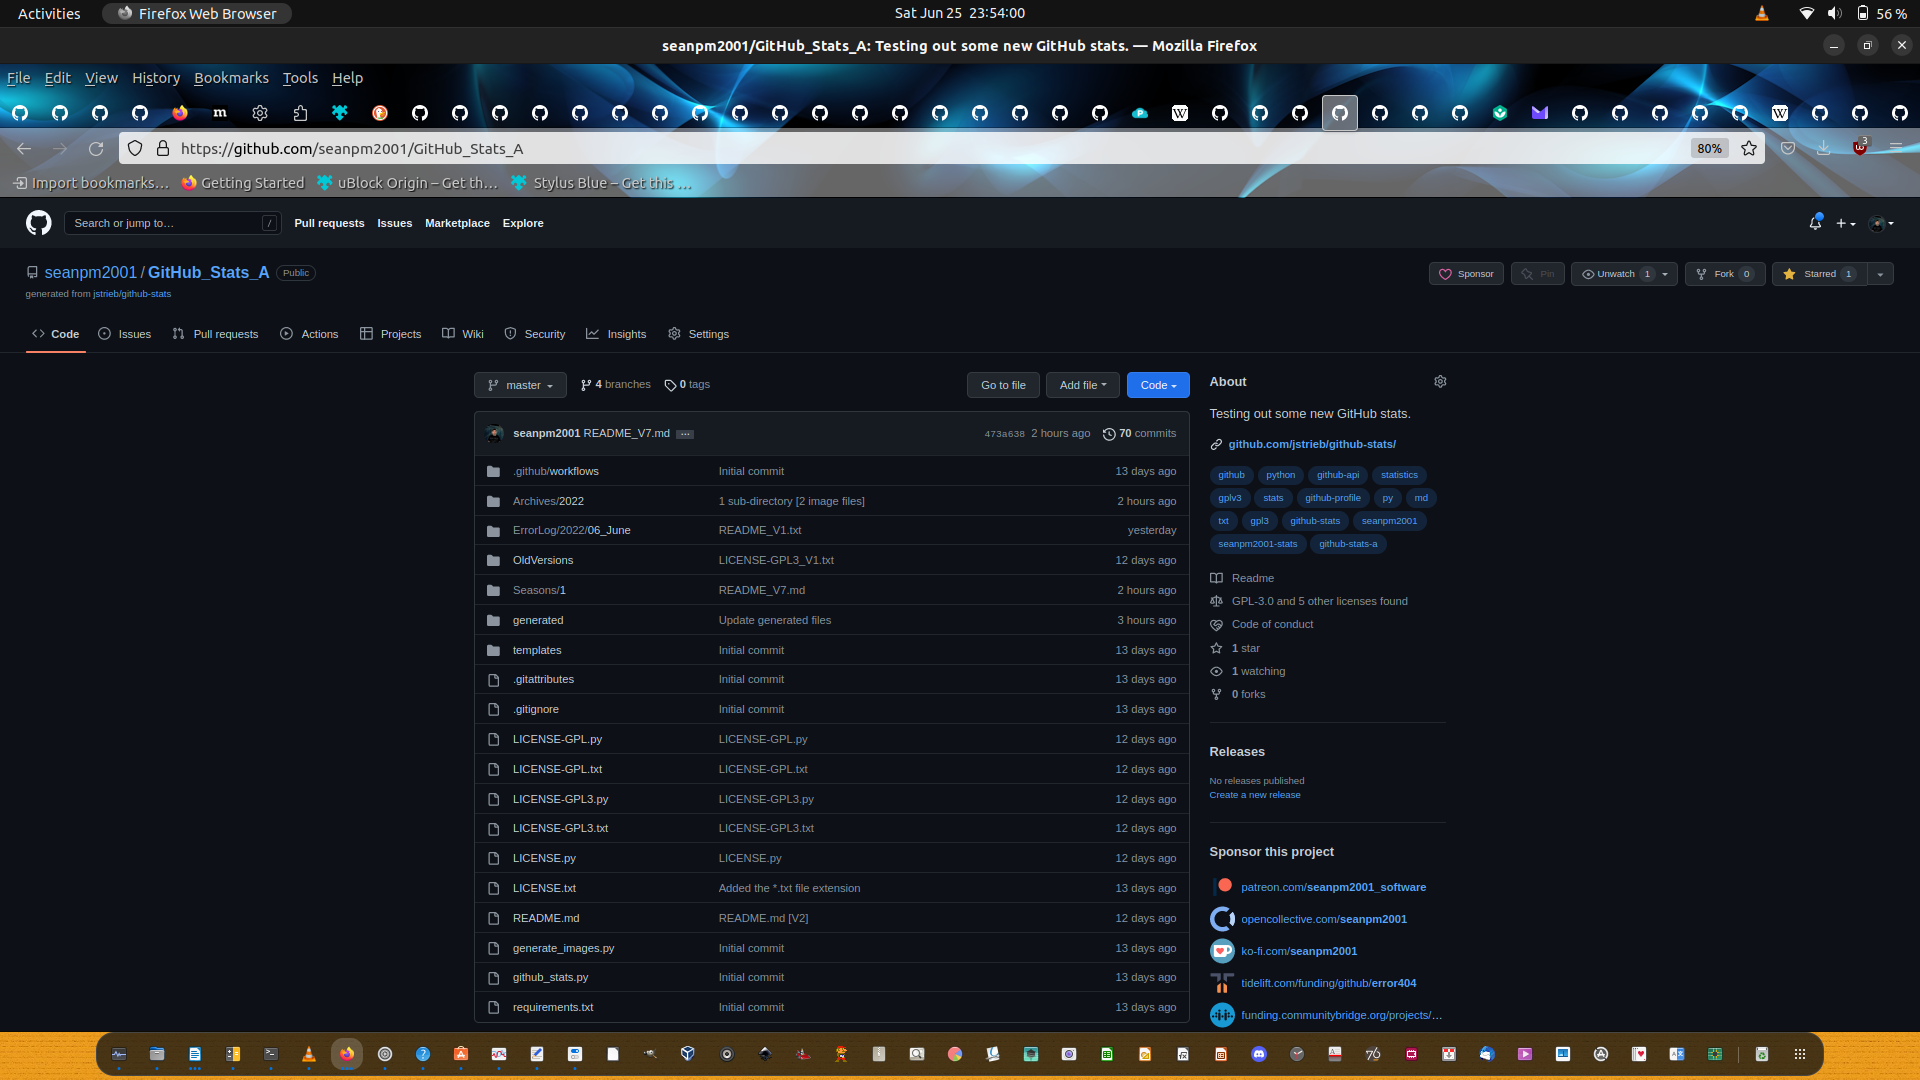 Activities
Firefox Web Browser
Sat Jun 25 23:54:00
56 %
seanpm2001/GitHub_Stats_A: Testing out some new GitHub stats. — Mozilla Firefox
File Edit View History Bookmarks Tools Help
https://github.com/seanpm2001/GitHub_Stats_A
80%
3
Import bookmarks… Getting Started uBlock Origin – Get th… Stylus Blue – Get this …
Search or jump to… /
Pull requests Issues Marketplace Explore
seanpm2001 / GitHub_Stats_A Public
generated from jstrieb/github-stats
Sponsor Pin Unwatch 1 Fork 0 Starred 1
Code Issues Pull requests Actions Projects Wiki Security Insights Settings
master 4 branches 0 tags Go to file Add file Code
seanpm2001 README_V7.md … 473a638 2 hours ago 70 commits
.github/workflows Initial commit 13 days ago
Archives/2022 1 sub-directory [2 image files] 2 hours ago
ErrorLog/2022/06_June README_V1.txt yesterday
OldVersions LICENSE-GPL3_V1.txt 12 days ago
Seasons/1 README_V7.md 2 hours ago
generated Update generated files 3 hours ago
templates Initial commit 13 days ago
.gitattributes Initial commit 13 days ago
.gitignore Initial commit 13 days ago
LICENSE-GPL.py LICENSE-GPL.py 12 days ago
LICENSE-GPL.txt LICENSE-GPL.txt 12 days ago
LICENSE-GPL3.py LICENSE-GPL3.py 12 days ago
LICENSE-GPL3.txt LICENSE-GPL3.txt 12 days ago
LICENSE.py LICENSE.py 12 days ago
LICENSE.txt Added the *.txt file extension 13 days ago
README.md README.md [V2] 12 days ago
generate_images.py Initial commit 13 days ago
github_stats.py Initial commit 13 days ago
requirements.txt Initial commit 13 days ago
About
Testing out some new GitHub stats.
github.com/jstrieb/github-stats/
github python github-api statistics
gplv3 stats github-profile py md
txt gpl3 github-stats seanpm2001
seanpm2001-stats github-stats-a
Readme
GPL-3.0 and 5 other licenses found
Code of conduct
1 star
1 watching
0 forks
Releases
No releases published
Create a new release
Sponsor this project
patreon.com/seanpm2001_software
opencollective.com/seanpm2001
ko-fi.com/seanpm2001
tidelift.com/funding/github/error404
funding.communitybridge.org/projects/…